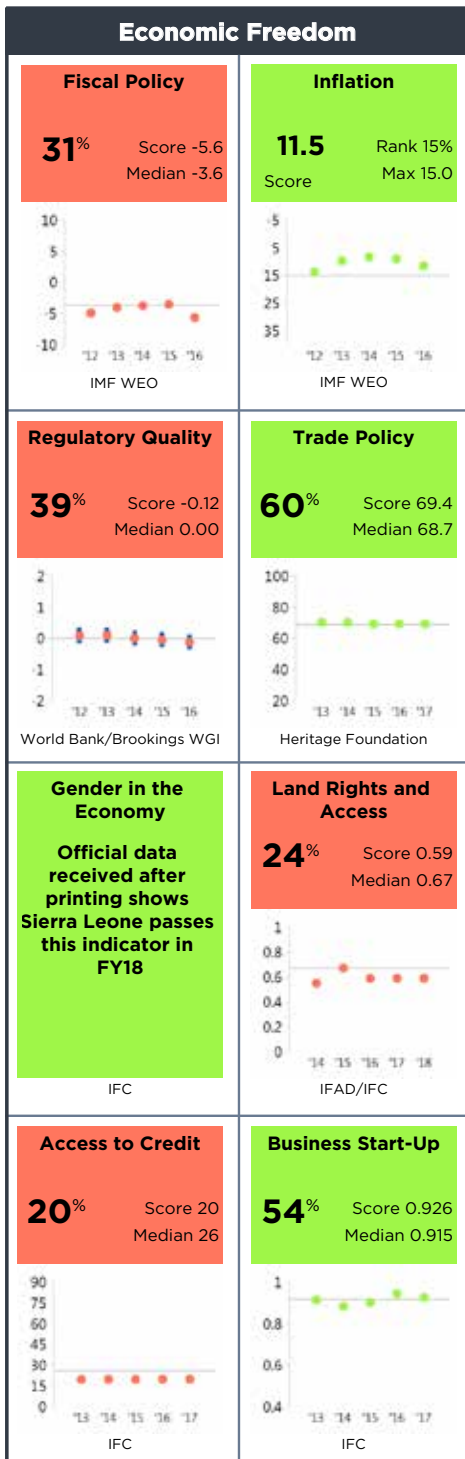 Economic Freedom
Fiscal Policy
31%
Score -5.6
Median -3.6
10
5
0
-5
-10
'12 '13 '14 '15 '16
IMF WEO
Inflation
11.5
Score
Rank 15%
Max 15.0
-5
5
15
25
35
'12 '13 '14 '15 '16
IMF WEO
Regulatory Quality
39%
Score -0.12
Median 0.00
2
1
0
-1
-2
'12 '13 '14 '15 '16
World Bank/Brookings WGI
Trade Policy
60%
Score 69.4
Median 68.7
100
80
60
40
20
'13 '14 '15 '16 '17
Heritage Foundation
Gender in the
Economy
Official data
received after
printing shows
Sierra Leone passes
this indicator in
FY18
IFC
Land Rights and
Access
24%
Score 0.59
Median 0.67
1
0.8
0.6
0.4
0.2
0
'14 '15 '16 '17 '18
IFAD/IFC
Access to Credit
20%
Score 20
Median 26
90
75
60
45
30
15
0
'13 '14 '15 '16 '17
IFC
Business Start-Up
54%
Score 0.926
Median 0.915
1
0.8
0.6
0.4
'13 '14 '15 '16 '17
IFC